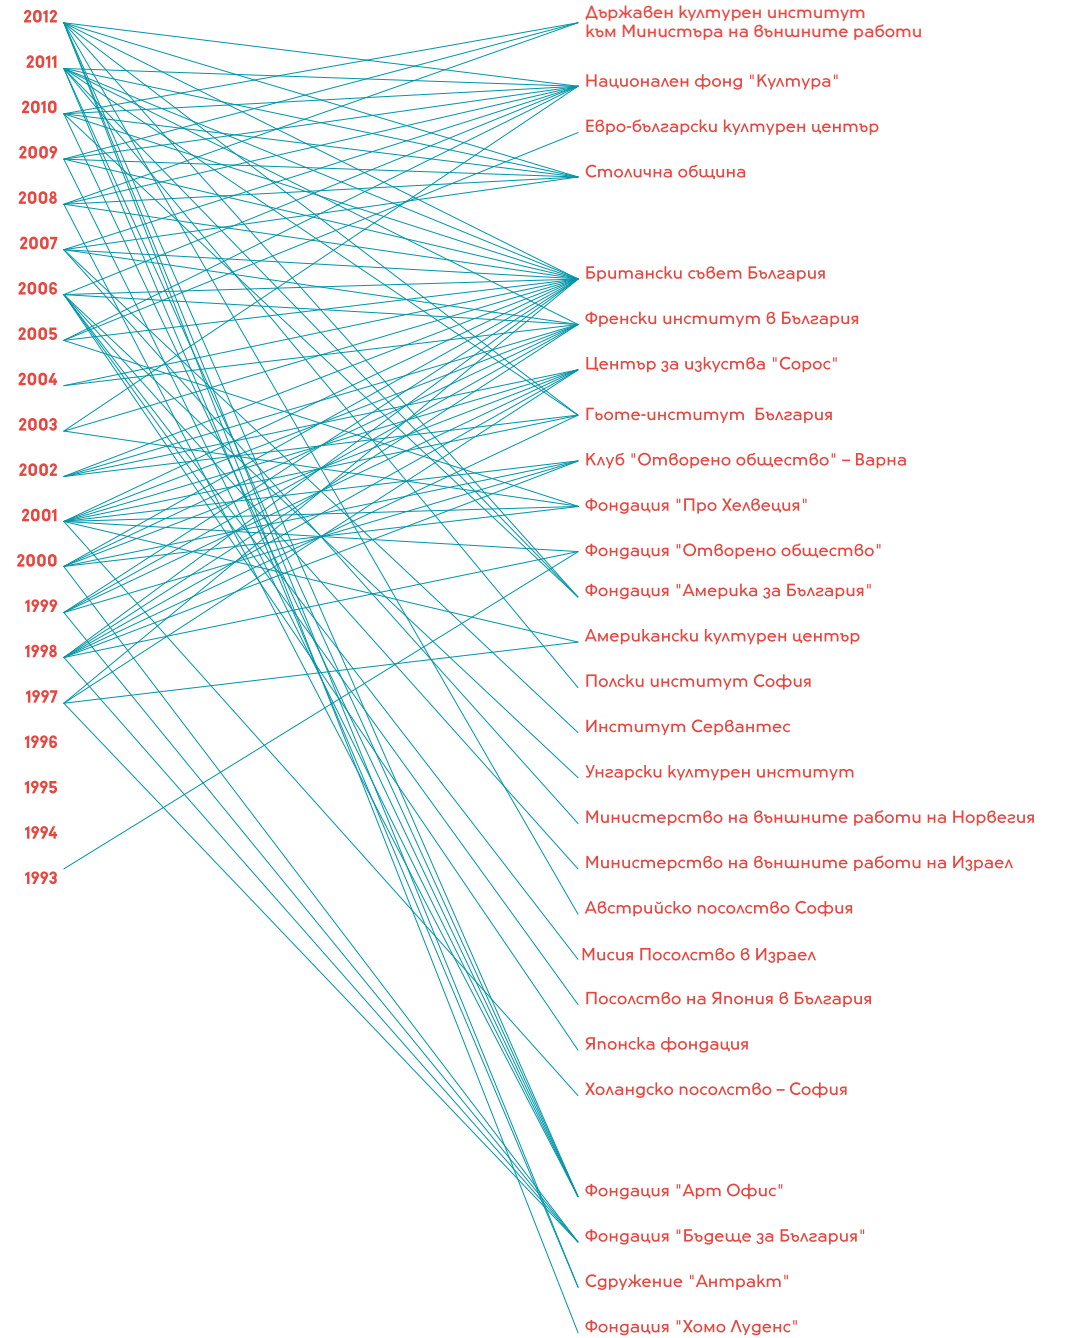 2012
2011
2010
2009
2008
2007
2006
2005
2004
2003
2002
2001
2000
1999
1998
1997
1996
1995
1994
1993
Държавен културен институт
към Министъра на външните работи
Национален фонд "Култура"
Евро-български културен център
Столична община
Британски съвет България
Френски институт в България
Център за изкуства "Сорос"
Гьоте-институт България
Клуб "Отворено общество" – Варна
Фондация "Про Хелвеция"
Фондация "Отворено общество"
Фондация "Америка за България"
Американски културен център
Полски институт София
Институт Сервантес
Унгарски културен институт
Министерство на външните работи на Норвегия
Министерство на външните работи на Израел
Австрийско посолство София
Мисия Посолство в Израел
Посолство на Япония в България
Японска фондация
Холандско посолство – София
Фондация "Арт Офис"
Фондация "Бъдеще за България"
Сдружение "Антракт"
Фондация "Хомо Луденс"